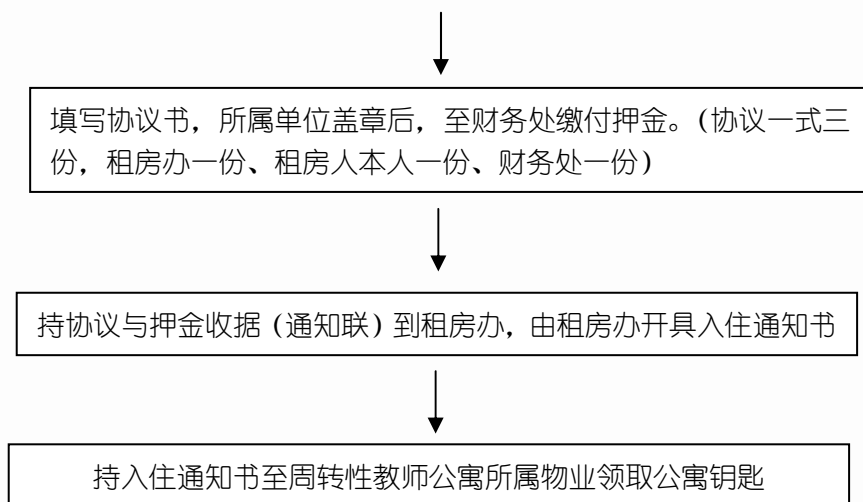 填写协议书，所属单位盖章后，至财务处缴付押金。（协议一式三
份，租房办一份、租房人本人一份、财务处一份）
持协议与押金收据（通知联）到租房办，由租房办开具入住通知书
持入住通知书至周转性教师公寓所属物业领取公寓钥匙